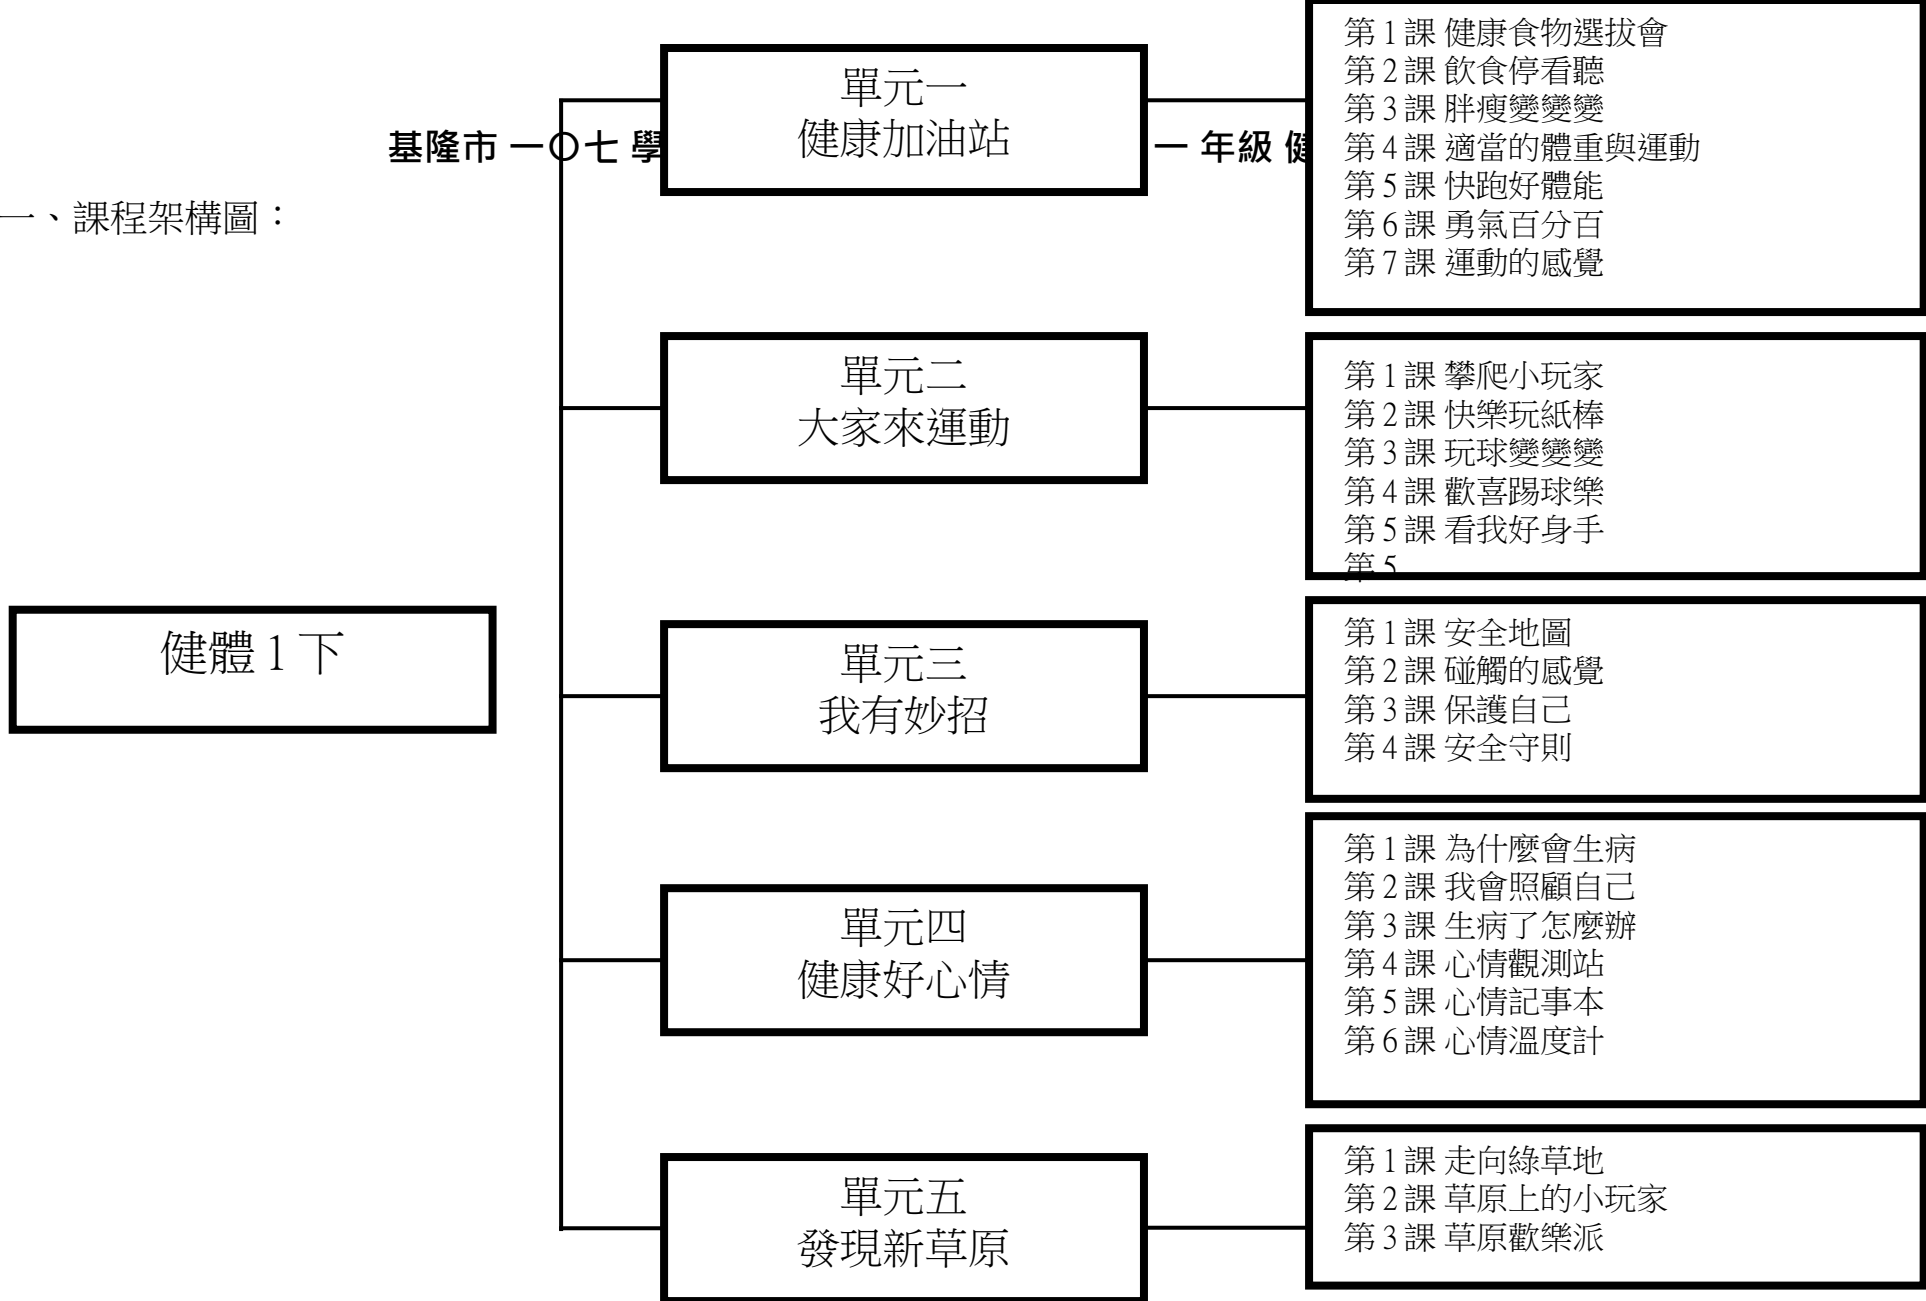 基隆市 一〇七 學
一 年級 健
一、課程架構圖：
健體 1 下
單元一
健康加油站
第 1 課 健康食物選拔會
第 2 課 飲食停看聽
第 3 課 胖瘦變變變
第 4 課 適當的體重與運動
第 5 課 快跑好體能
第 6 課 勇氣百分百
第 7 課 運動的感覺
單元二
大家來運動
第 1 課 攀爬小玩家
第 2 課 快樂玩紙棒
第 3 課 玩球變變變
第 4 課 歡喜踢球樂
第 5 課 看我好身手
第 5
單元三
我有妙招
第 1 課 安全地圖
第 2 課 碰觸的感覺
第 3 課 保護自己
第 4 課 安全守則
單元四
健康好心情
第 1 課 為什麼會生病
第 2 課 我會照顧自己
第 3 課 生病了怎麼辦
第 4 課 心情觀測站
第 5 課 心情記事本
第 6 課 心情溫度計
單元五
發現新草原
第 1 課 走向綠草地
第 2 課 草原上的小玩家
第 3 課 草原歡樂派